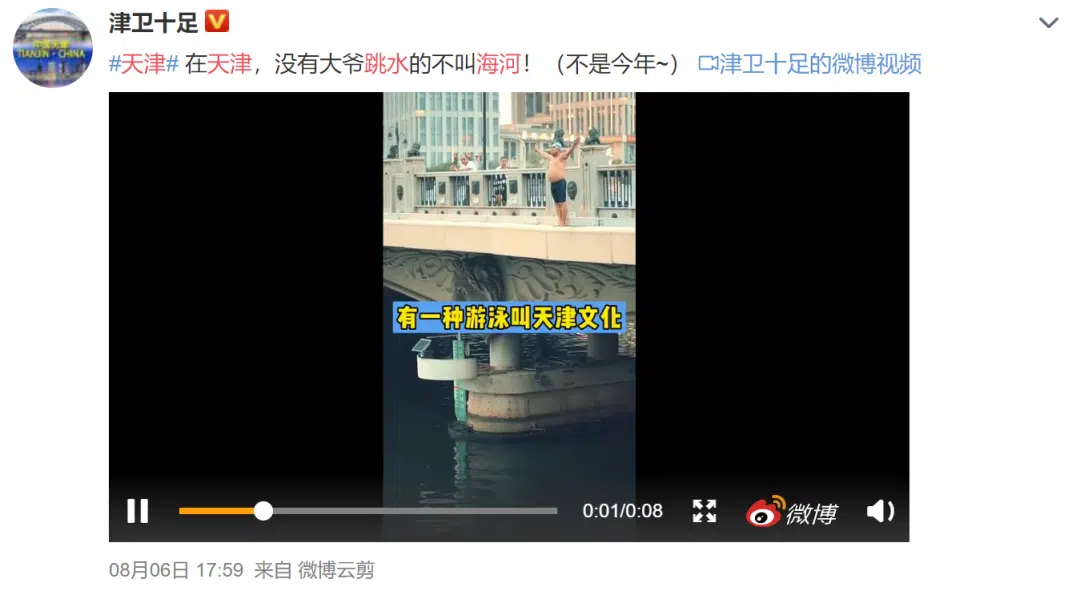 津卫十足
#天津# 在天津，没有大爷跳水的不叫海河！（不是今年~） 津卫十足的微博视频
有一种游泳叫天津文化
0:01/0:08
微博
08月06日 17:59 来自 微博云剪